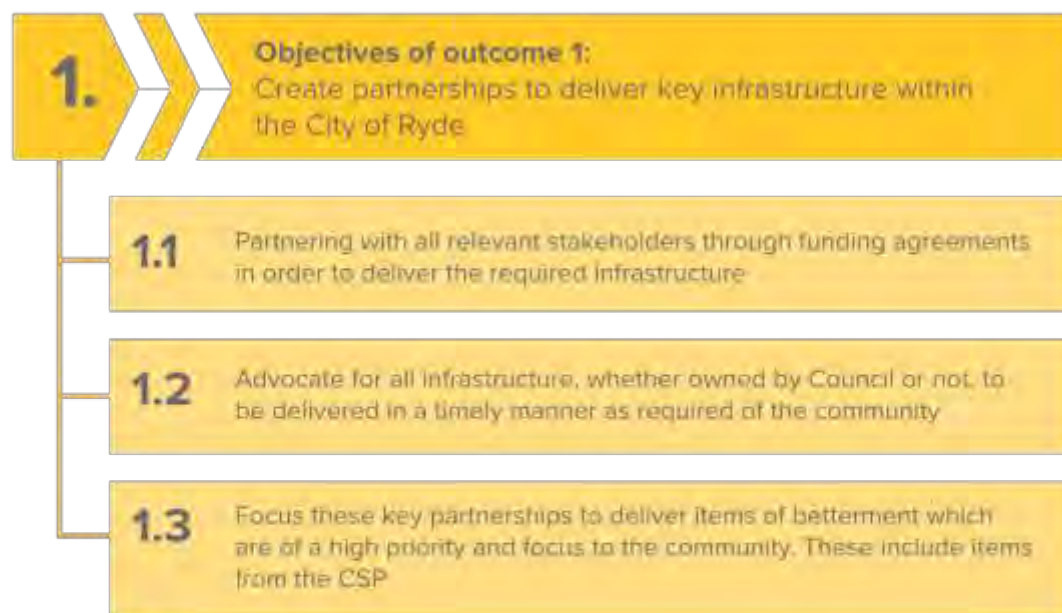 1.
Objectives of outcome 1:
Create partnerships to deliver key infrastructure within
the City of Ryde
1.1
Partnering with all relevant stakeholders through funding agreements
in order to deliver the required infrastructure
1.2
Advocate for all infrastructure, whether owned by Council or not, to
be delivered in a timely manner as required of the community
1.3
Focus these key partnerships to deliver items of betterment which
are of a high priority and focus to the community. These include items
from the CSP